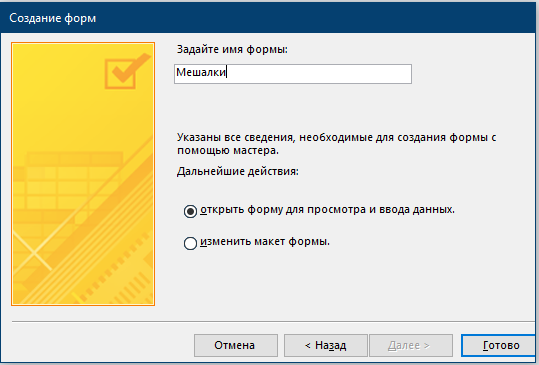 Создание форм
Задайте имя формы:
Мешалки
Указаны все сведения, необходимые для создания формы с
помощью мастера.
Дальнейшие действия:
открыть форму для просмотра и ввода данных.
изменить макет формы.
Отмена
< Назад
Далее >
Готово